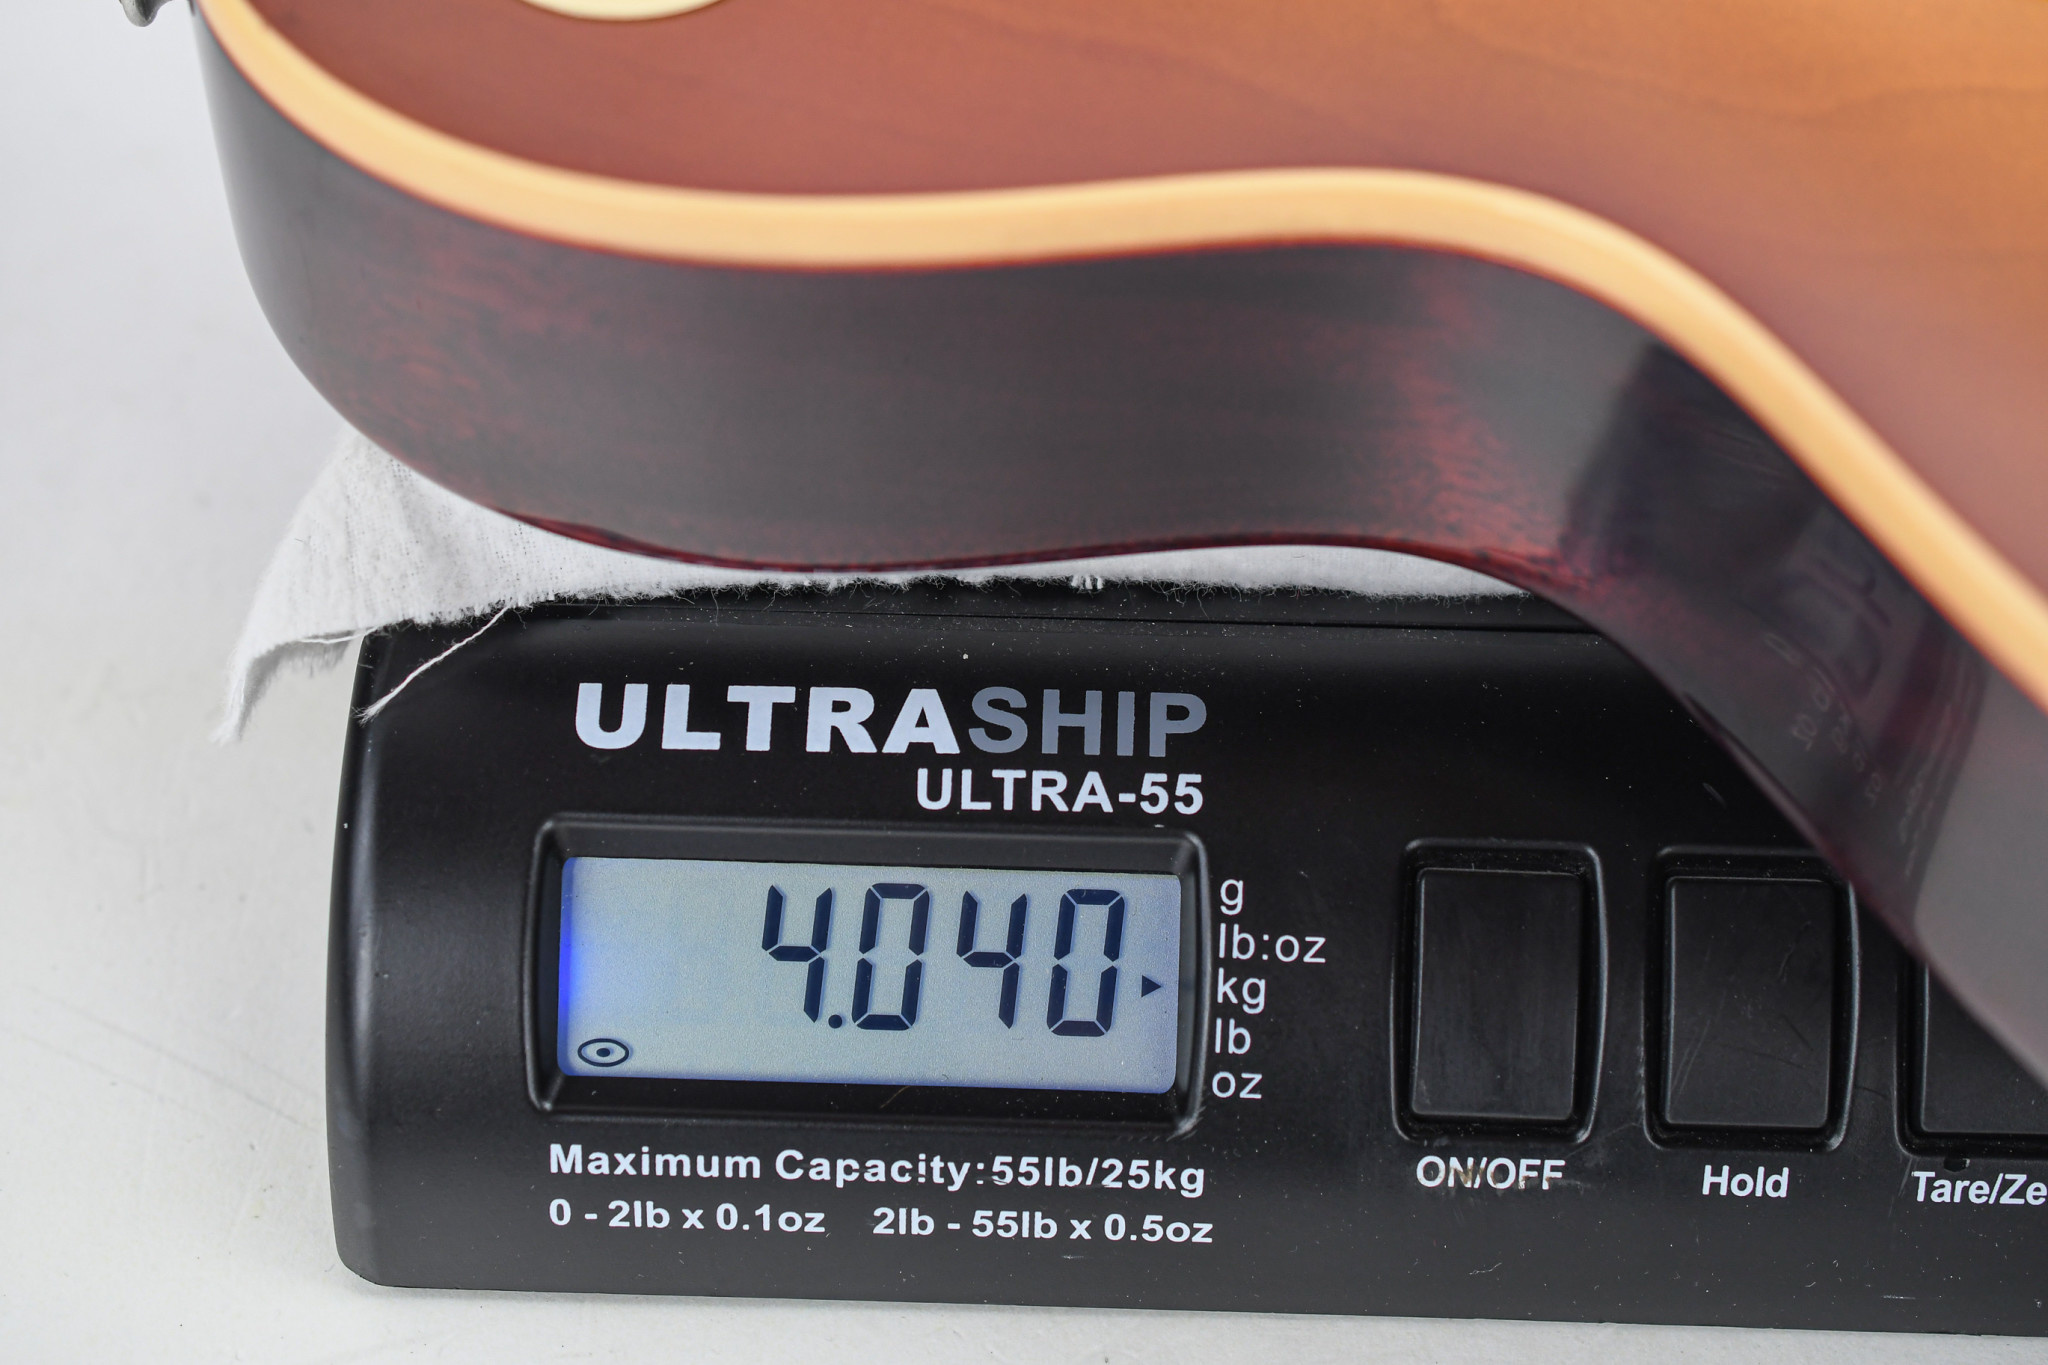 ULTRASHIP
ULTRA-55
4.040
g
lb:oz
kg
lb
oz
Maximum Capacity:55lb/25kg
0 - 2lb x 0.1oz 2lb - 55lb x 0.5oz
ON/OFF
Hold
Tare/Ze